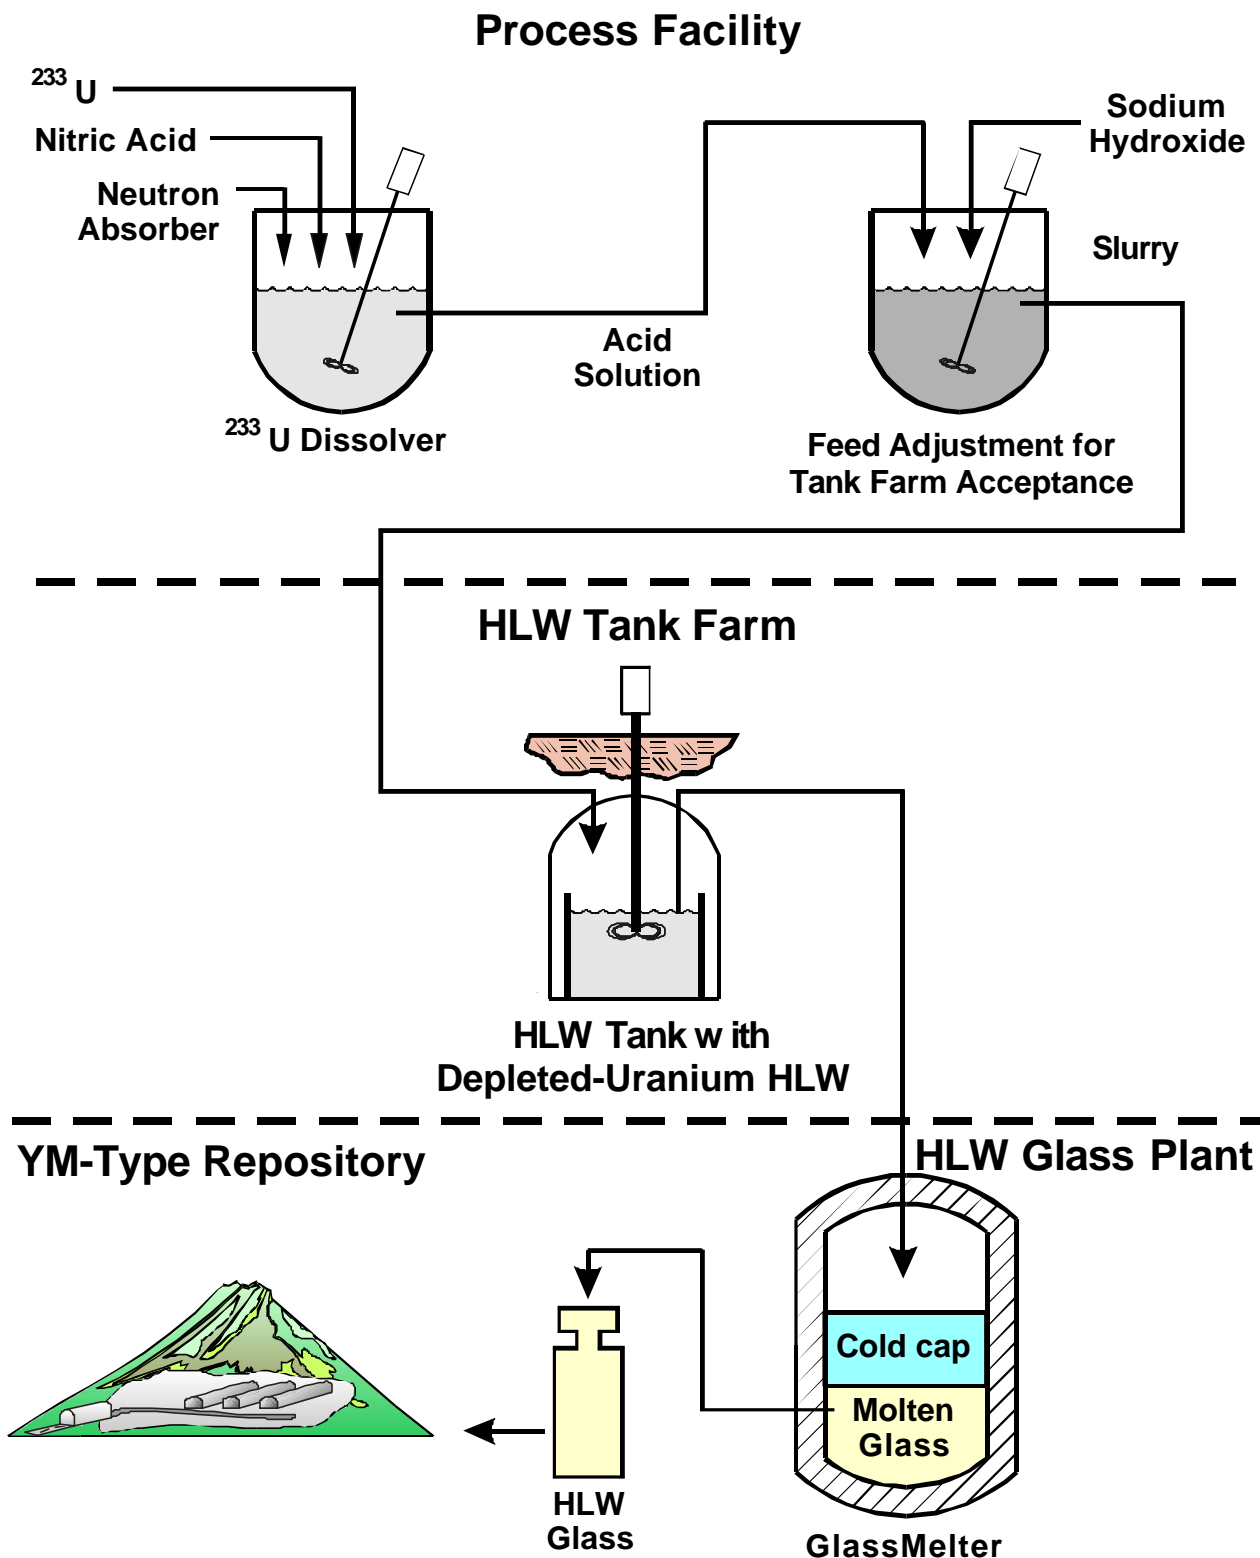 Process Facility
233 U
Nitric Acid
Neutron
Absorber
Sodium
Hydroxide
Slurry
Acid
Solution
233 U Dissolver
Feed Adjustment for
Tank Farm Acceptance
HLW Tank Farm
HLW Tank w ith
Depleted-Uranium HLW
YM-Type Repository
HLW Glass Plant
Cold cap
Molten
Glass
HLW
Glass
GlassMelter